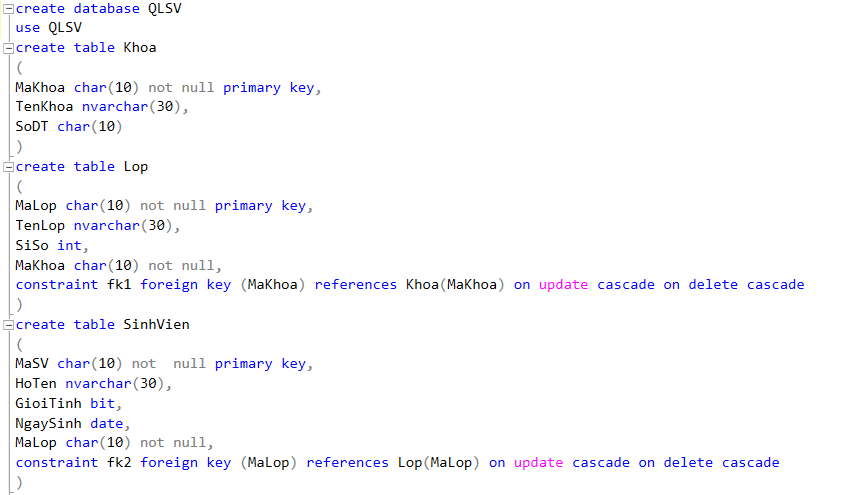 create database QLSV
use QLSV
create table Khoa
(
MaKhoa char(10) not null primary key,
TenKhoa nvarchar(30),
SoDT char(10)
)
create table Lop
(
MaLop char(10) not null primary key,
TenLop nvarchar(30),
SiSo int,
MaKhoa char(10) not null,
constraint fk1 foreign key (MaKhoa) references Khoa(MaKhoa) on update cascade on delete cascade
)
create table SinhVien
(
MaSV char(10) not  null primary key,
HoTen nvarchar(30),
GioiTinh bit,
NgaySinh date,
MaLop char(10) not null,
constraint fk2 foreign key (MaLop) references Lop(MaLop) on update cascade on delete cascade
)